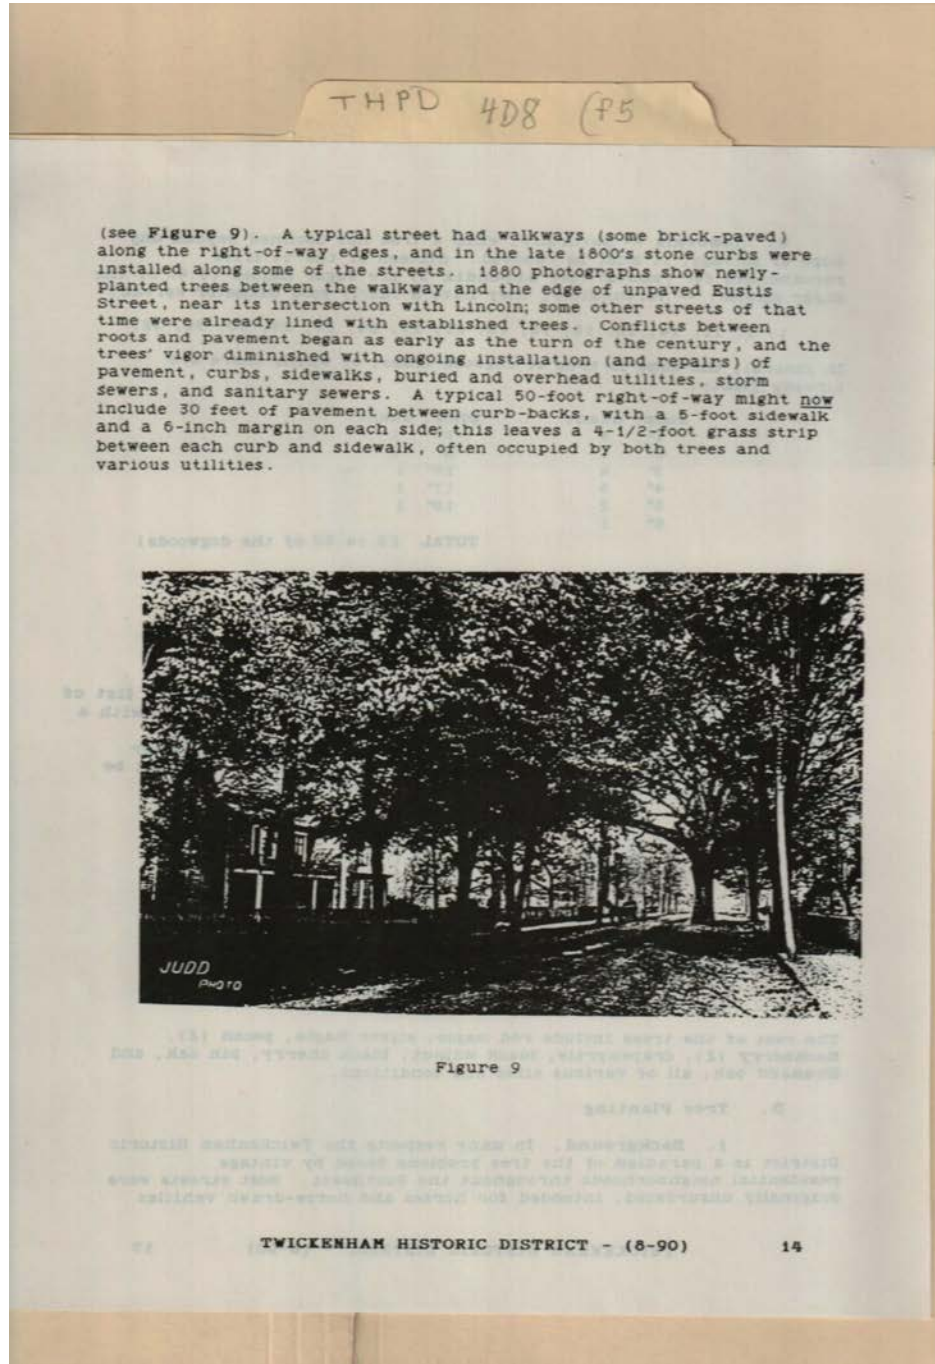 THPD 4D8 (f5
(see Figure 9). A typical street had walkways (some brick-paved)
along the right-of-way edges, and in the late 1800's stone curbs were
installed along some of the streets. 1880 photographs show newly-
planted trees between the walkway and the edge of unpaved Eustis
Street, near its intersection with Lincoln; some other streets of that
time were already lined with established trees. Conflicts between
roots and pavement began as early as the turn of the century, and the
trees' vigor diminished with ongoing installation (and repairs) of
pavement, curbs, sidewalks, buried and overhead utilities, storm
sewers, and sanitary sewers. A typical 50-foot right-of-way might now
include 30 feet of pavement between curb-backs, with a 5-foot sidewalk
and a 6-inch margin on each side; this leaves a 4-1/2-foot grass strip
between each curb and sidewalk, often occupied by both trees and
various utilities.
JUDD
PHOTO
Figure 9
TWICKENHAM HISTORIC DISTRICT - (8-90) 14